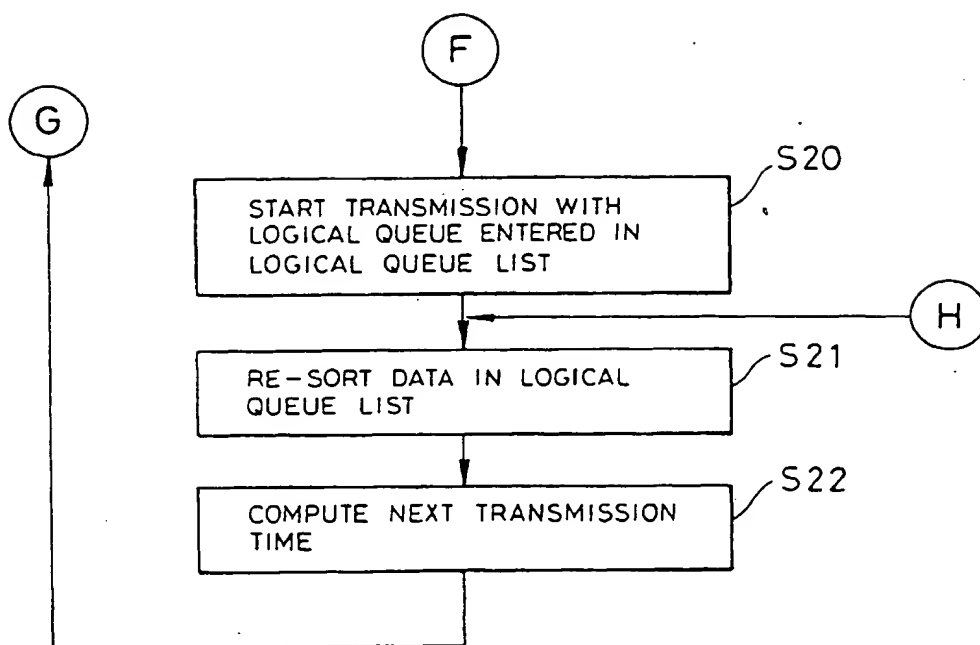 F
G
S20
START TRANSMISSION WITH
LOGICAL QUEUE ENTERED IN
LOGICAL QUEUE LIST
H
S21
RE-SORT DATA IN LOGICAL
QUEUE LIST
S22
COMPUTE NEXT TRANSMISSION
TIME